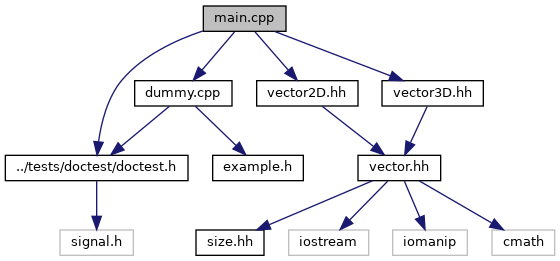 main.cpp
dummy.cpp
vector2D.hh
vector3D.hh
../tests/doctest/doctest.h
example.h
vector.hh
signal.h
size.hh
iostream
iomanip
cmath